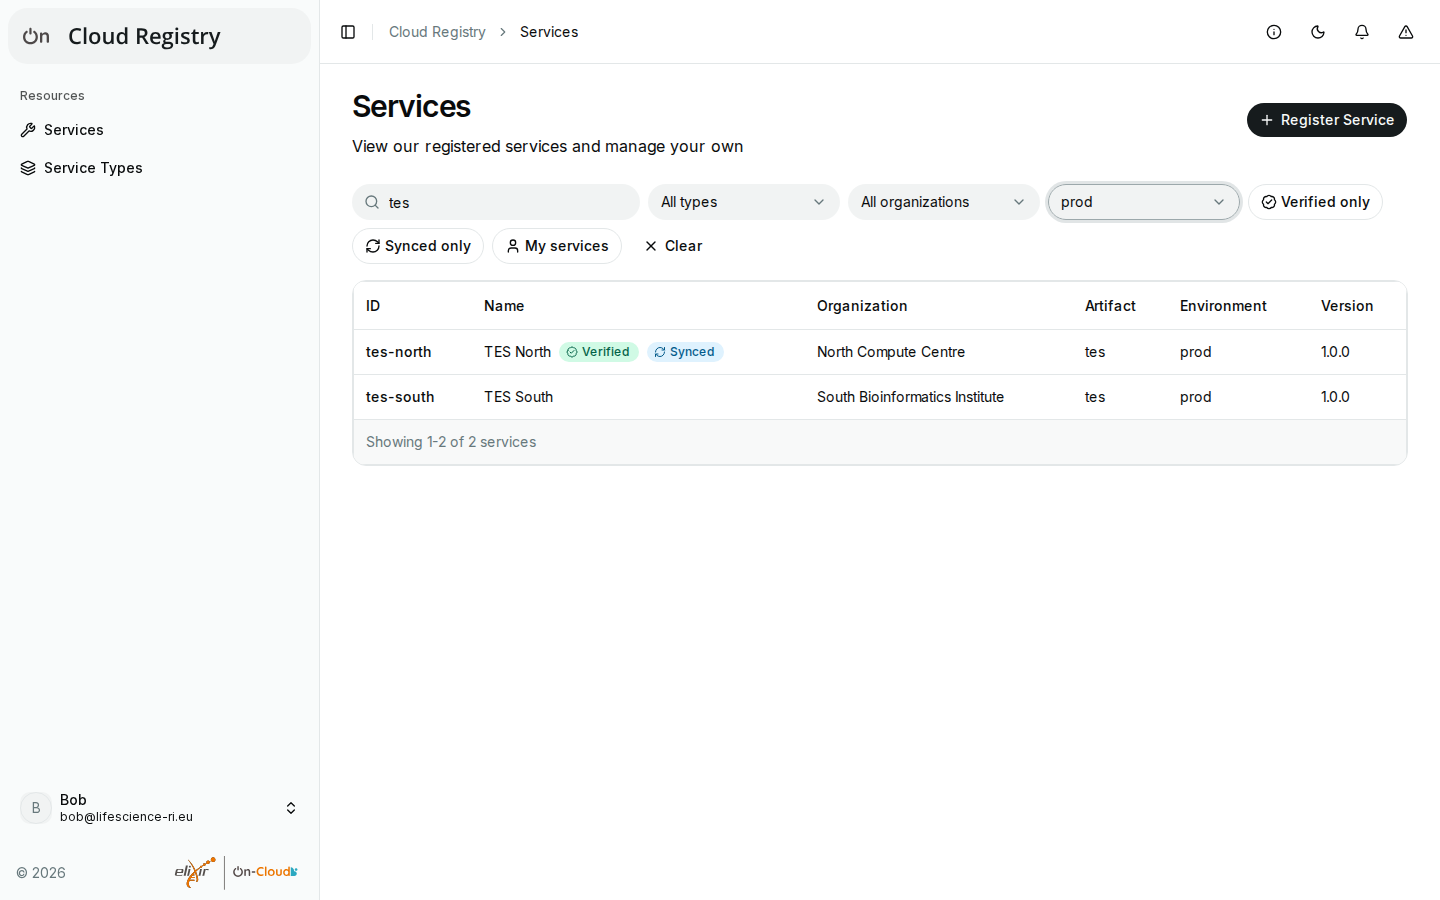 On Cloud Registry
Cloud Registry > Services
Resources
Services
Service Types
Services
View our registered services and manage your own
+ Register Service
tes
All types
All organizations
prod
Verified only
Synced only
My services
Clear
ID Name Organization Artifact Environment Version
tes-north TES North Verified Synced North Compute Centre tes prod 1.0.0
tes-south TES South South Bioinformatics Institute tes prod 1.0.0
Showing 1-2 of 2 services
B
Bob
bob@lifescience-ri.eu
© 2026
elixir On-Cloud